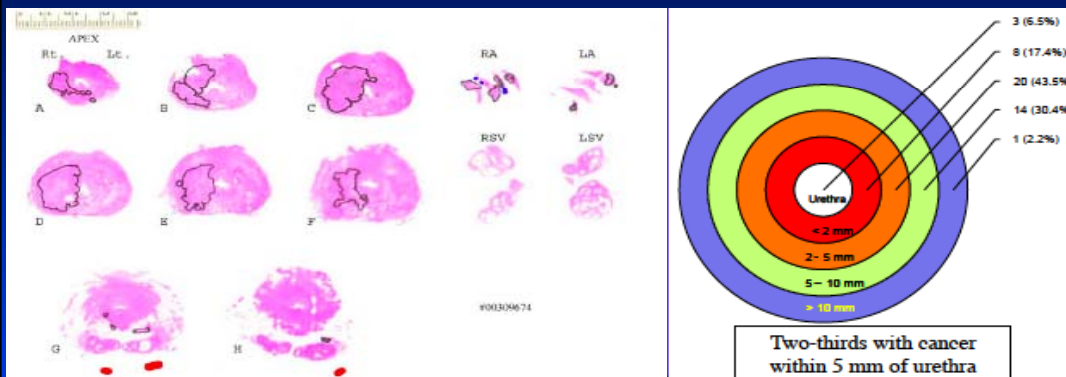 APEX
Rt. Lt.
RA LA
A B C
RSV LSV
D E F
#00309674
G H
3 (6.5%)
8 (17.4%)
20 (43.5%
14 (30.4%
1 (2.2%)
Urethra
< 2 mm
2- 5 mm
5– 10 mm
> 10 mm
Two-thirds with cancer
within 5 mm of urethra